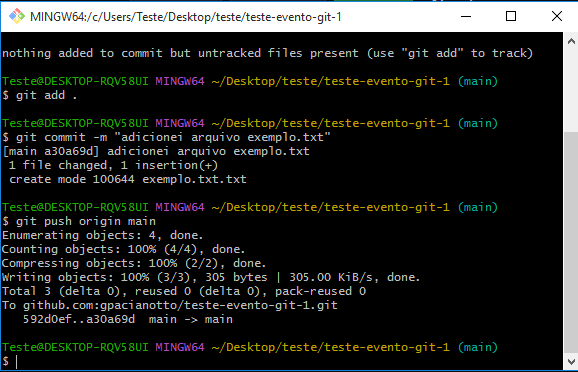 MINGW64:/c/Users/Teste/Desktop/teste/teste-evento-git-1
nothing added to commit but untracked files present (use "git add" to track)
Teste@DESKTOP-RQV58UI MINGW64 ~/Desktop/teste/teste-evento-git-1 (main)
$ git add .
Teste@DESKTOP-RQV58UI MINGW64 ~/Desktop/teste/teste-evento-git-1 (main)
$ git commit -m "adicionei arquivo exemplo.txt"
[main a30a69d] adicionei arquivo exemplo.txt
1 file changed, 1 insertion(+)
create mode 100644 exemplo.txt.txt
Teste@DESKTOP-RQV58UI MINGW64 ~/Desktop/teste/teste-evento-git-1 (main)
$ git push origin main
Enumerating objects: 4, done.
Counting objects: 100% (4/4), done.
Compressing objects: 100% (2/2), done.
Writing objects: 100% (3/3), 305 bytes | 305.00 KiB/s, done.
Total 3 (delta 0), reused 0 (delta 0), pack-reused 0
To github.com:gpacianotto/teste-evento-git-1.git
592d0ef..a30a69d  main -> main
Teste@DESKTOP-RQV58UI MINGW64 ~/Desktop/teste/teste-evento-git-1 (main)
$